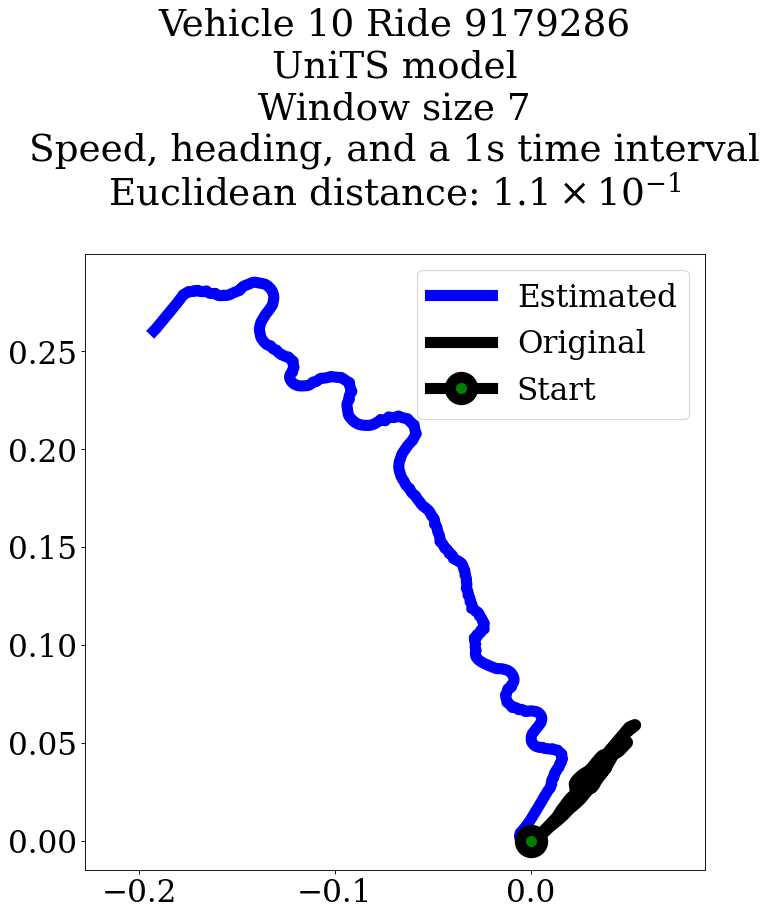 Vehicle 10 Ride 9179286
UniTS model
Window size 7
Speed, heading, and a 1s time interval
Euclidean distance: 1.1 × 10⁻¹
Estimated
Original
Start
0.25
0.20
0.15
0.10
0.05
0.00
−0.2 −0.1 0.0